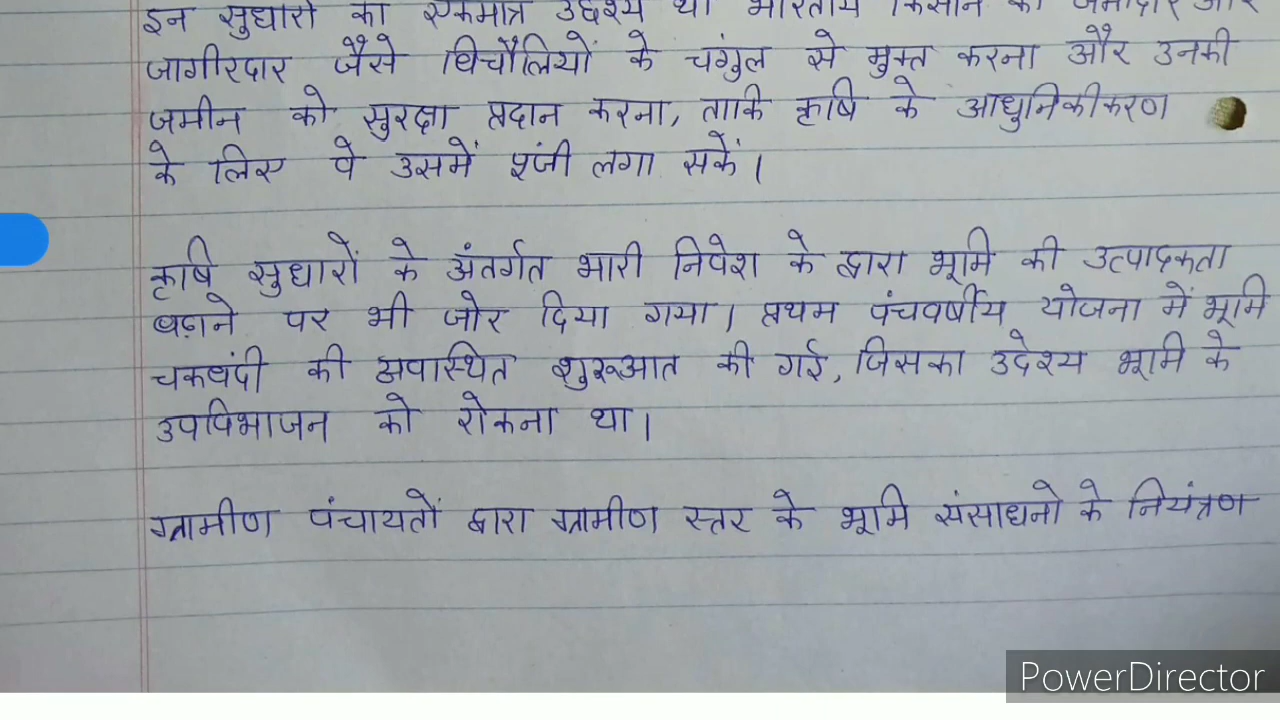 इन सुधारों का एकमात्र उद्देश्य था भारतीय किसान को जमींदार और
जागीरदार जैसे बिचौलियों के चंगुल से मुक्त करना और उनकी
जमीन को सुरक्षा प्रदान करना, ताकि कृषि के आधुनिकीकरण
के लिए वे उसमें पूंजी लगा सकें।
कृषि सुधारों के अंतर्गत भारी निवेश के द्वारा भूमि की उत्पादकता
बढ़ाने पर भी जोर दिया गया। प्रथम पंचवर्षीय योजना में भूमि
चकबंदी की अवास्थित शुरूआत की गई, जिसका उद्देश्य भूमि के
उपविभाजन को रोकना था।
ग्रामीण पंचायतों द्वारा ग्रामीण स्तर के भूमि संसाधनो के नियंत्रण
PowerDirector